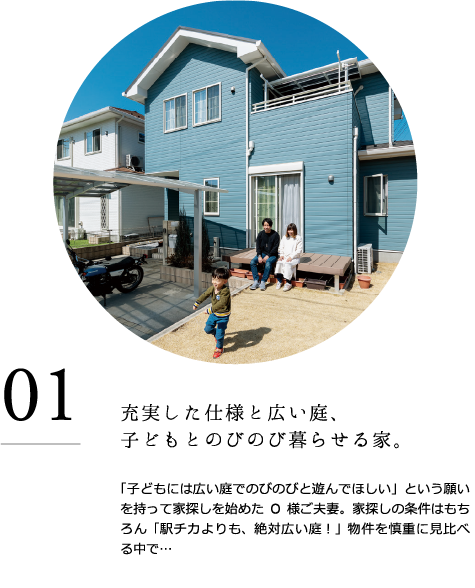 01
充実した仕様と広い庭、
子どもとのびのび暮らせる家。
「子どもには広い庭でのびのびと遊んでほしい」という願い
を持って家探しを始めた O 様ご夫妻。家探しの条件はもち
ろん「駅チカよりも、絶対広い庭！」物件を慎重に見比べ
る中で…